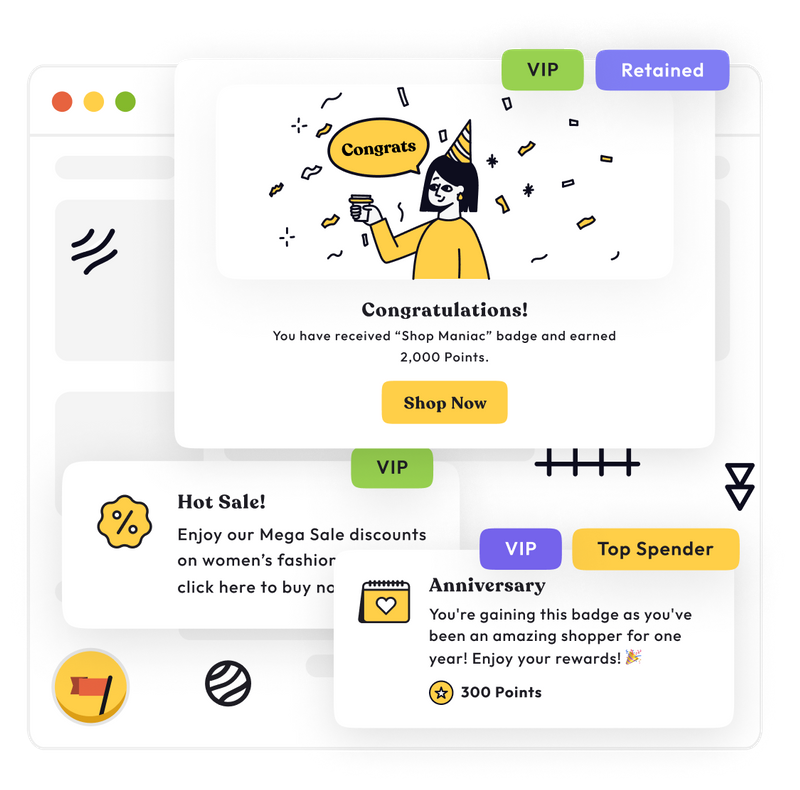 VIP
Retained
Congrats
Congratulations!
You have received “Shop Maniac” badge and earned
2,000 Points.
Shop Now
VIP
Hot Sale!
Enjoy our Mega Sale discounts
on women’s fashion
click here to buy
VIP
Top Spender
Anniversary
You're gaining this badge as you've
been an amazing shopper for one
year! Enjoy your rewards! 🎉
300 Points